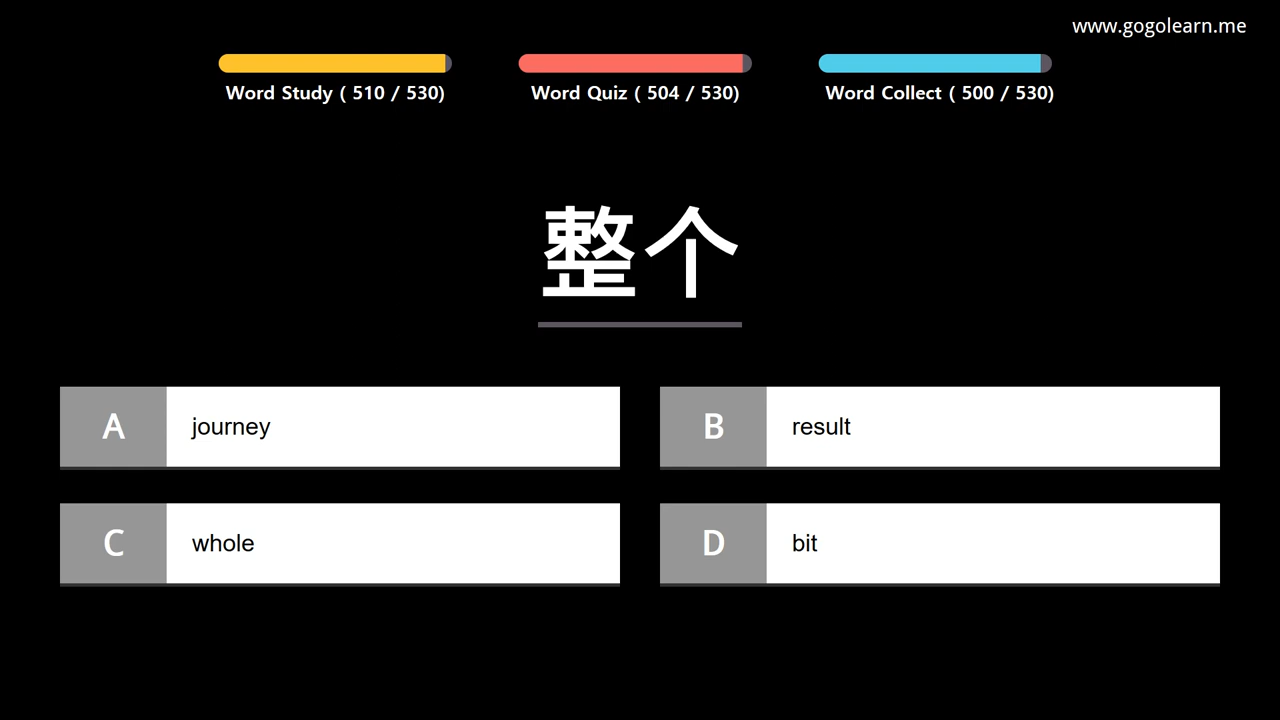 www.gogolearn.me
Word Study ( 510 / 530)
Word Quiz ( 504 / 530)
Word Collect ( 500 / 530)
整个
A journey
B result
C whole
D bit